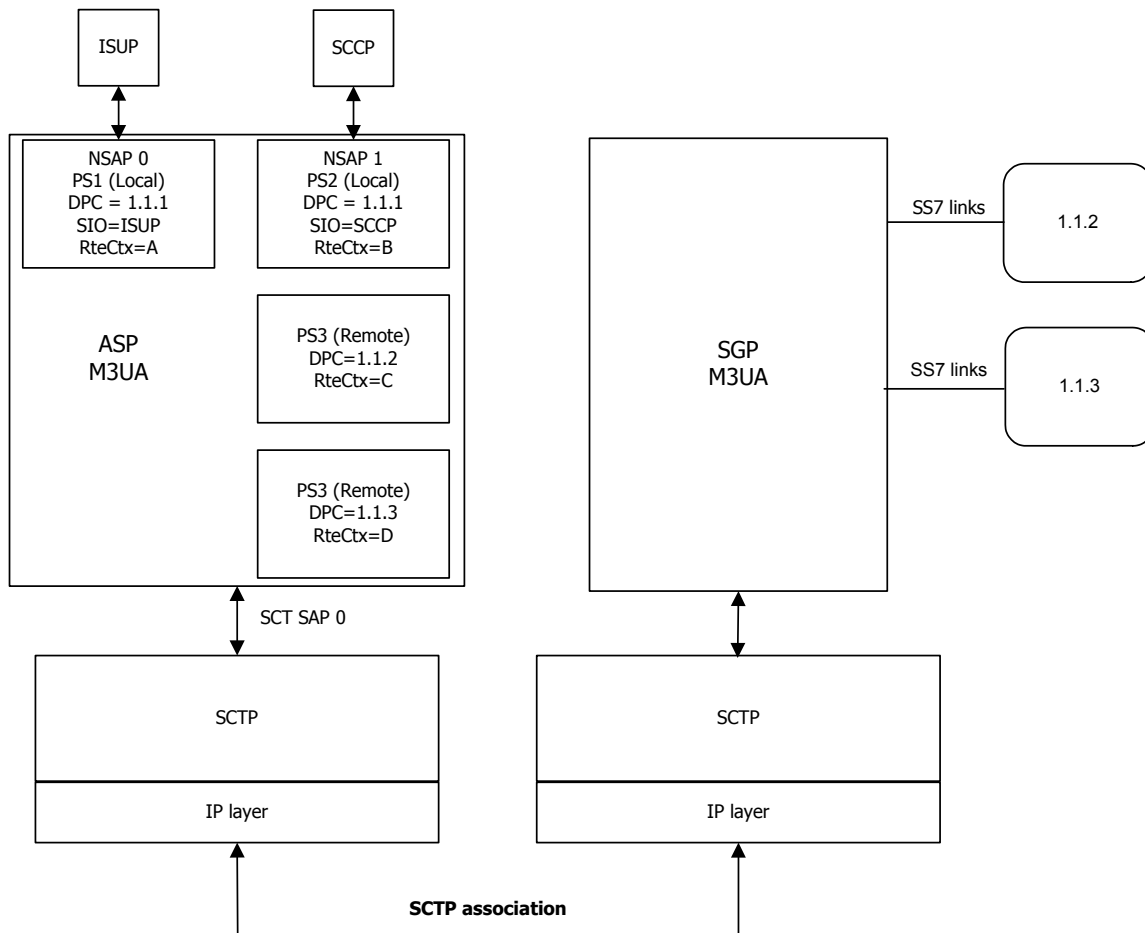 ISUP
SCCP
NSAP 0
PS1 (Local)
DPC = 1.1.1
SIO=ISUP
RteCtx=A
NSAP 1
PS2 (Local)
DPC = 1.1.1
SIO=SCCP
RteCtx=B
ASP
M3UA
PS3 (Remote)
DPC=1.1.2
RteCtx=C
PS3 (Remote)
DPC=1.1.3
RteCtx=D
SGP
M3UA
SS7 links
1.1.2
SS7 links
1.1.3
SCT SAP 0
SCTP
IP layer
SCTP
IP layer
SCTP association